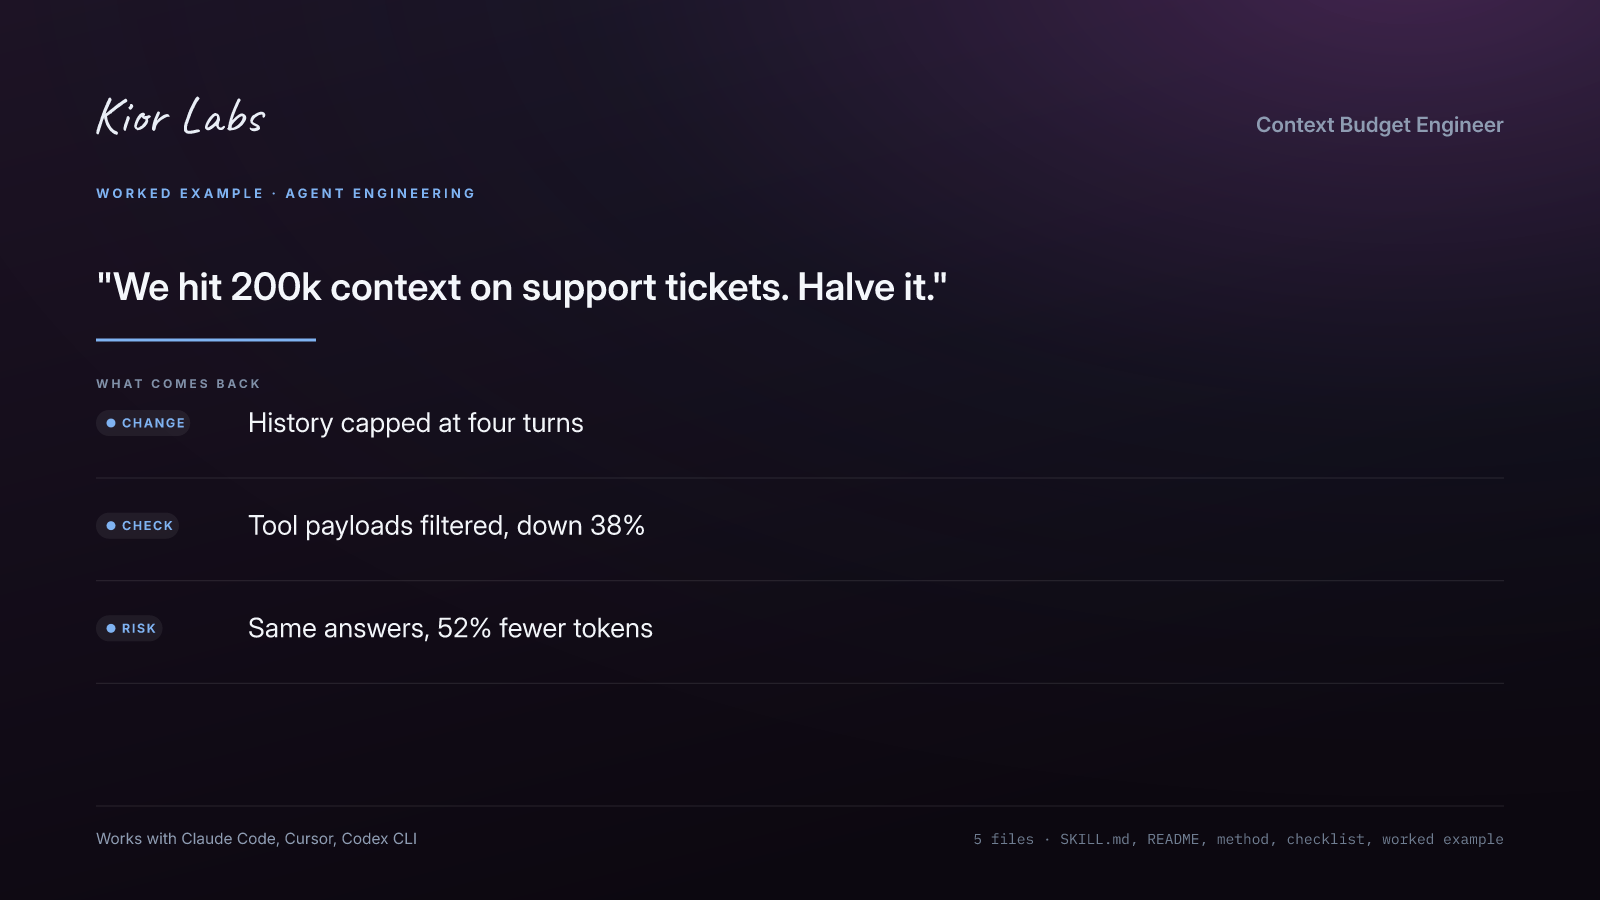 Kior Labs
Context Budget Engineer
WORKED EXAMPLE · AGENT ENGINEERING
"We hit 200k context on support tickets. Halve it."
WHAT COMES BACK
CHANGE
History capped at four turns
CHECK
Tool payloads filtered, down 38%
RISK
Same answers, 52% fewer tokens
Works with Claude Code, Cursor, Codex CLI
5 files · SKILL.md, README, method, checklist, worked example